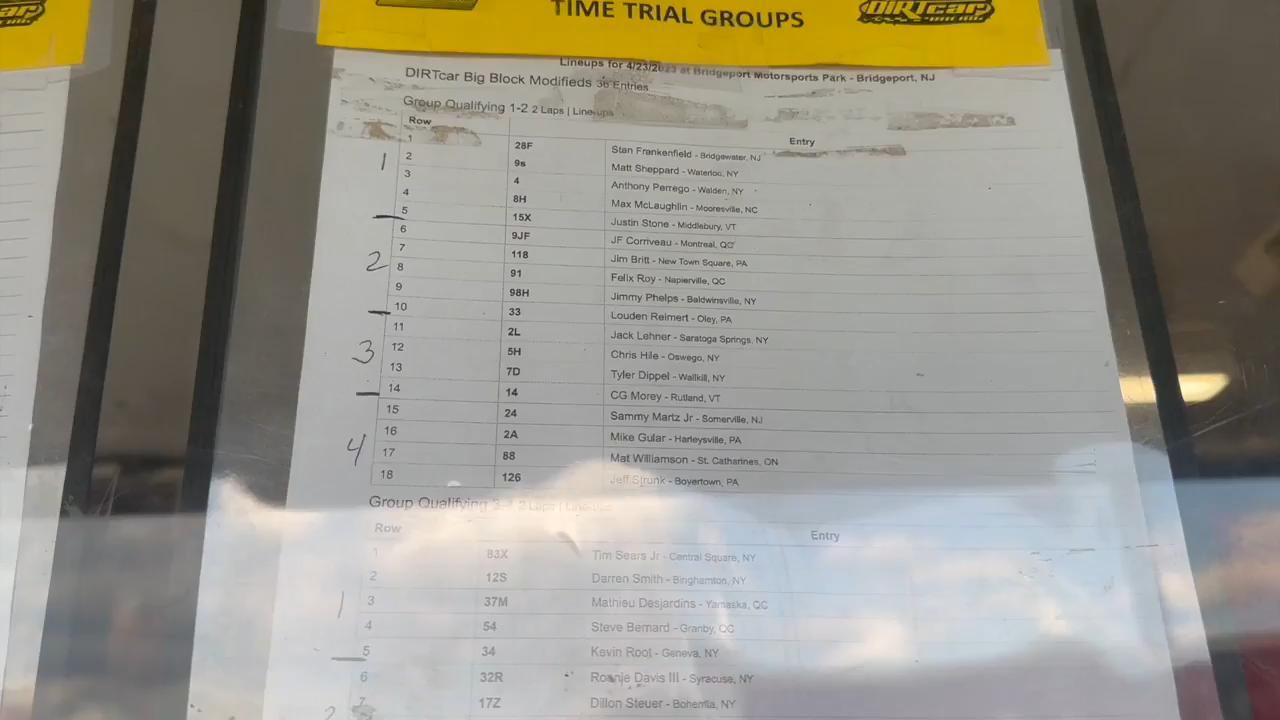 DIRTcar
TIME TRIAL GROUPS
Lineups for 4/23/2023 at Bridgeport Motorsports Park - Bridgeport, NJ
DIRTcar Big Block Modifieds 36 Entries
Group Qualifying 1-2 2 Laps | Line-ups
Row Entry
1 28F Stan Frankenfield - Bridgewater, NJ
1
2 9s Matt Sheppard - Waterloo, NY
3 4 Anthony Perrego - Walden, NY
4 8H Max McLaughlin - Mooresville, NC
5 15X Justin Stone - Middlebury, VT
6 9JF JF Corriveau - Montreal, QC
7 118 Jim Britt - New Town Square, PA
2
8 91 Felix Roy - Napierville, QC
9 98H Jimmy Phelps - Baldwinsville, NY
10 33 Louden Reimert - Oley, PA
11 2L Jack Lehner - Saratoga Springs, NY
3
12 5H Chris Hile - Oswego, NY
13 7D Tyler Dippel - Wallkill, NY
14 14 CG Morey - Rutland, VT
15 24 Sammy Martz Jr - Somerville, NJ
16 2A Mike Gular - Harleysville, PA
4
17 88 Mat Williamson - St. Catharines, ON
18 126 Jeff Strunk - Boyertown, PA
Group Qualifying 3-4 2 Laps | Line-ups
Row Entry
1 83X Tim Sears Jr - Central Square, NY
2 12S Darren Smith - Binghamton, NY
1
3 37M Mathieu Desjardins - Yamaska, QC
4 54 Steve Bernard - Granby, QC
5 34 Kevin Root - Geneva, NY
6 32R Ronnie Davis III - Syracuse, NY
7 17Z Dillon Steuer - Bohemia, NY
2